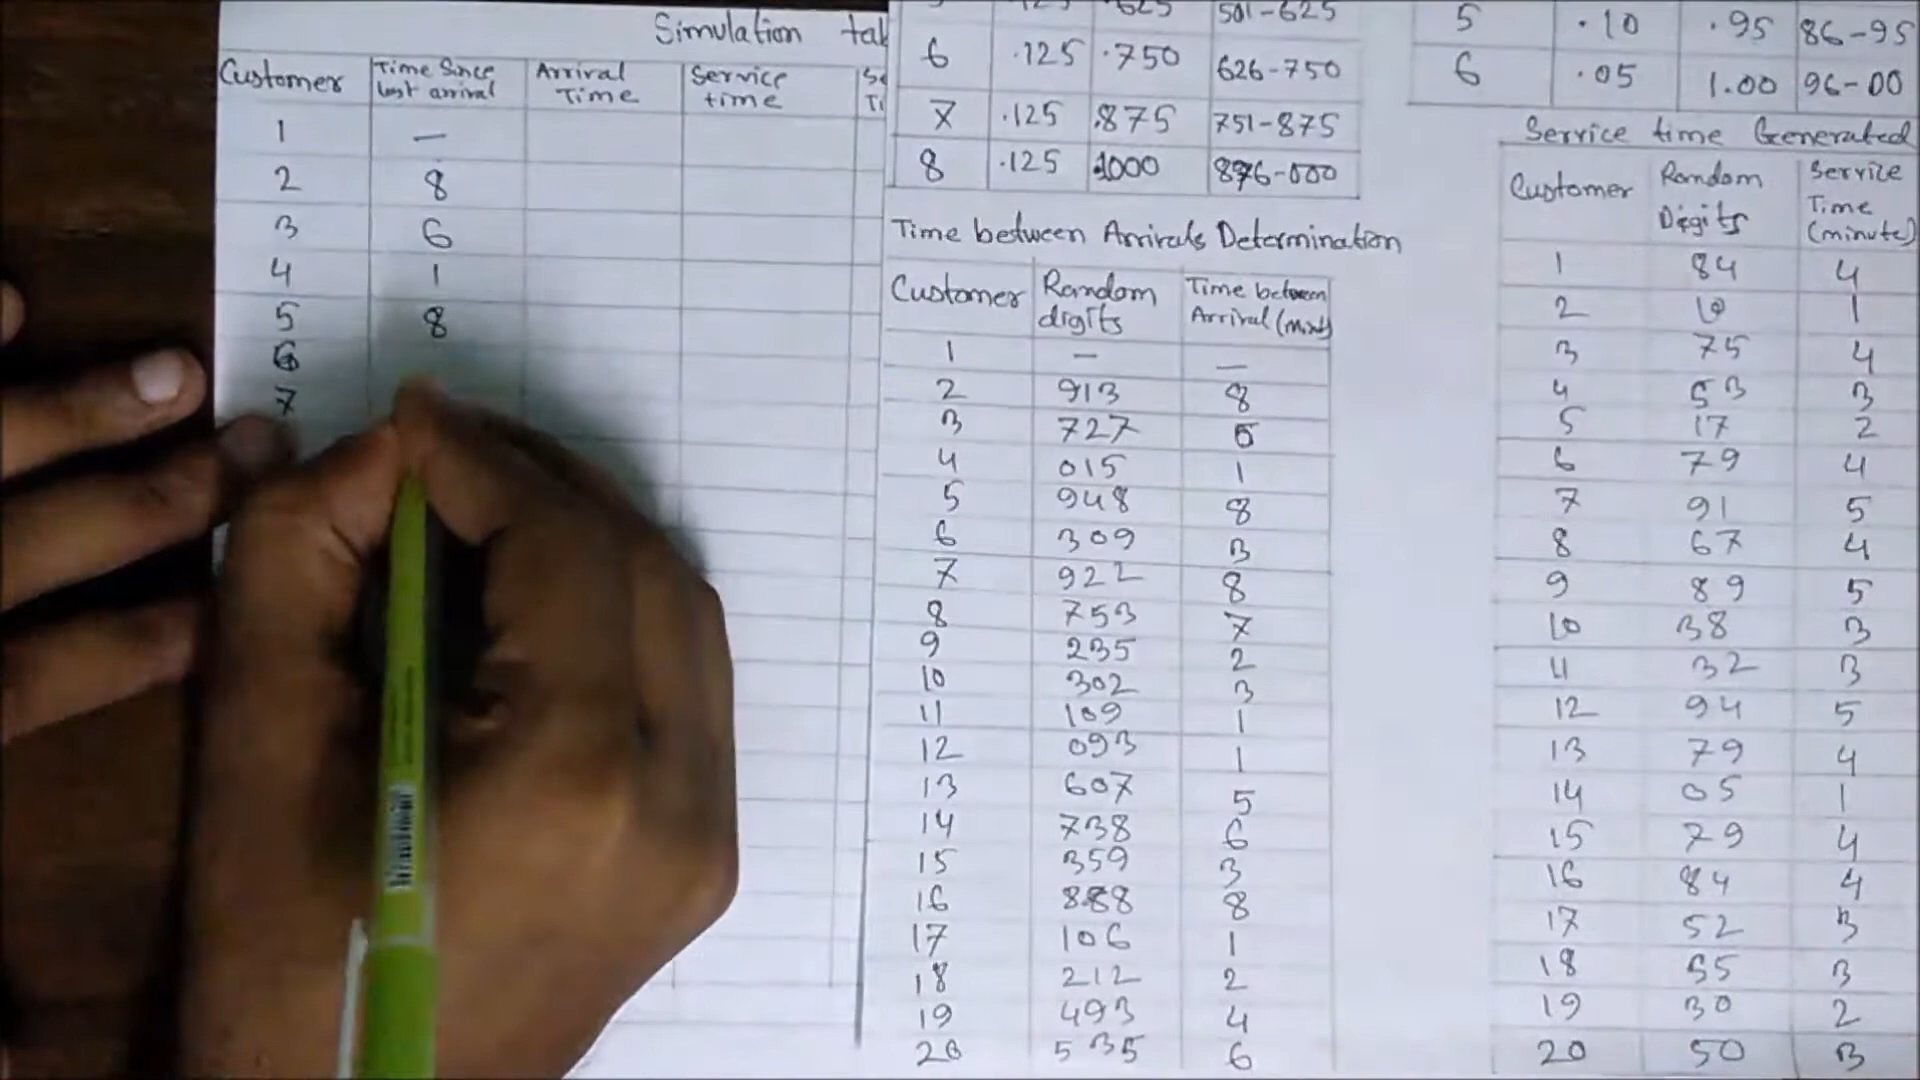 Simulation
Customer Time Since last arrival Arrival Time Service time
1 —
2 8
3 6
4 1
5 8
6
7
501-625
6 .125 .750 626-750
7 .125 .875 751-875
8 .125 1000 876-000
Time between Arrivals Determination
Customer Random digits Time between Arrival
1 — —
2 913 8
3 727 6
4 015 1
5 948 8
6 309 3
7 922 8
8 753 7
9 235 2
10 302 3
11 109 1
12 093 1
13 607 5
14 738 6
15 359 3
16 888 8
17 106 1
18 212 2
19 493 4
20 535 6
5 .10 .95 86-95
6 .05 1.00 96-00
Service time Generated
Customer Random Digits Service Time (minute)
1 84 4
2 10 1
3 75 4
4 53 3
5 17 2
6 79 4
7 91 5
8 67 4
9 89 5
10 38 3
11 32 3
12 94 5
13 79 4
14 05 1
15 79 4
16 84 4
17 52 3
18 55 3
19 30 2
20 50 3